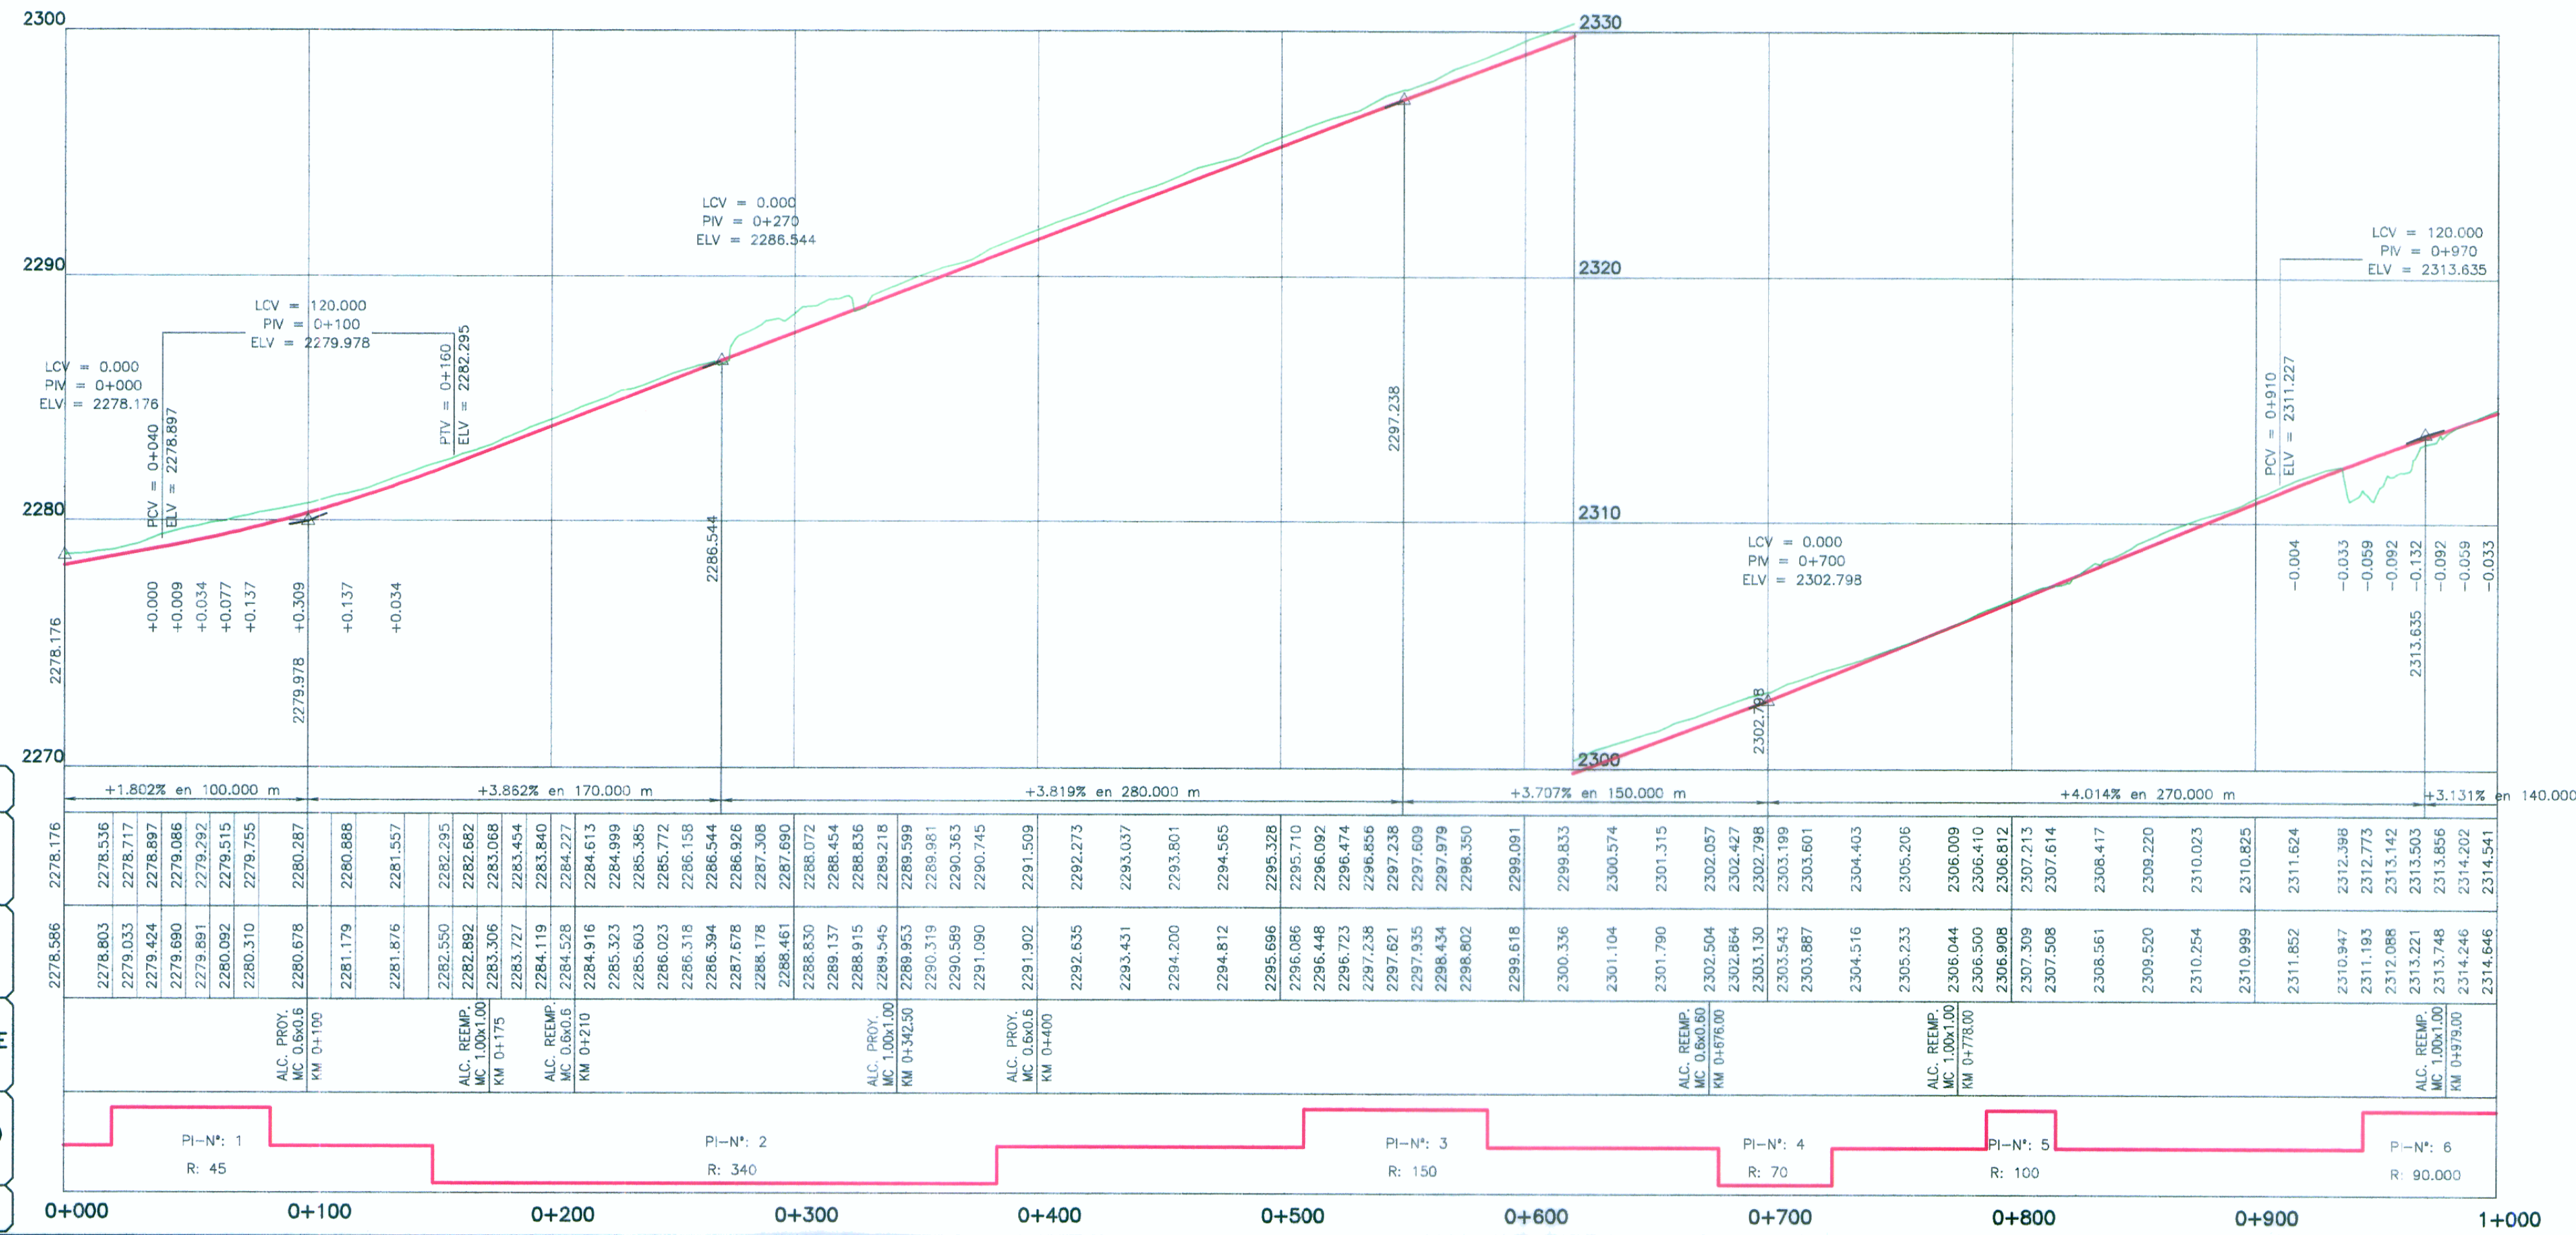 2300
2290
2280
2270
2330
2320
2310
2300
LCV = 0.000
PIV = 0+000
ELV = 2278.176
PCV = 0+040
ELV = 2278.897
LCV = 120.000
PIV = 0+100
ELV = 2279.978
PTV = 0+160
ELV = 2282.295
LCV = 0.000
PIV = 0+270
ELV = 2286.544
LCV = 0.000
PIV = 0+700
ELV = 2302.798
LCV = 120.000
PIV = 0+970
ELV = 2313.635
PCV = 0+910
ELV = 2311.227
+0.000 +0.009 +0.034 +0.077 +0.137 +0.309 +0.137 +0.034
-0.004 -0.033 -0.059 -0.092 -0.132 -0.092 -0.059 -0.033
2278.176 2279.978 2286.544 2297.238 2302.798 2313.635
+1.802% en 100.000 m +3.862% en 170.000 m +3.819% en 280.000 m +3.707% en 150.000 m +4.014% en 270.000 m +3.131% en 140.000
2278.176 2278.536 2278.717 2278.897 2279.086 2279.292 2279.515 2279.755 2280.287 2280.888 2281.557 2282.295 2282.682 2283.068 2283.454 2283.840 2284.227 2284.613 2284.999 2285.385 2285.772 2286.158 2286.544 2286.926 2287.308 2287.690 2288.072 2288.454 2288.836 2289.218 2289.599 2289.981 2290.363 2290.745 2291.509 2292.273 2293.037 2293.801 2294.565 2295.328 2295.710 2296.092 2296.474 2296.856 2297.238 2297.609 2297.979 2298.350 2299.091 2299.833 2300.574 2301.315 2302.057 2302.427 2302.798 2303.199 2303.601 2304.403 2305.206 2306.009 2306.410 2306.812 2307.213 2307.614 2308.417 2309.220 2310.023 2310.825 2311.624 2312.398 2312.773 2313.142 2313.503 2313.856 2314.202 2314.541
2278.586 2278.803 2279.033 2279.424 2279.690 2279.891 2280.092 2280.310 2280.678 2281.179 2281.876 2282.550 2282.892 2283.306 2283.727 2284.119 2284.528 2284.916 2285.323 2285.603 2286.023 2286.318 2286.394 2287.678 2288.178 2288.461 2288.830 2289.137 2288.915 2289.545 2289.953 2290.319 2290.589 2291.090 2291.902 2292.635 2293.431 2294.200 2294.812 2295.696 2296.086 2296.448 2296.723 2297.238 2297.621 2297.935 2298.434 2298.802 2299.618 2300.336 2301.104 2301.790 2302.504 2302.864 2303.130 2303.543 2303.887 2304.516 2305.233 2306.044 2306.500 2306.908 2307.309 2307.508 2308.561 2309.520 2310.254 2310.999 2311.852 2310.947 2311.193 2312.088 2313.221 2313.748 2314.246 2314.646
ALC. PROY.
MC 0.6x0.6
KM 0+100
ALC. REEMP.
MC 1.00x1.00
KM 0+175
ALC. REEMP.
MC 0.6x0.6
KM 0+210
ALC. PROY.
MC 1.00x1.00
KM 0+342.50
ALC. PROY.
MC 0.6x0.6
KM 0+400
ALC. REEMP.
MC 0.6x0.60
KM 0+676.00
ALC. REEMP.
MC 1.00x1.00
KM 0+778.00
ALC. REEMP.
MC 1.00x1.00
KM 0+979.00
PI-N°: 1
R: 45
PI-N°: 2
R: 340
PI-N°: 3
R: 150
PI-N°: 4
R: 70
PI-N°: 5
R: 100
PI-N°: 6
R: 90.000
0+000 0+100 0+200 0+300 0+400 0+500 0+600 0+700 0+800 0+900 1+000